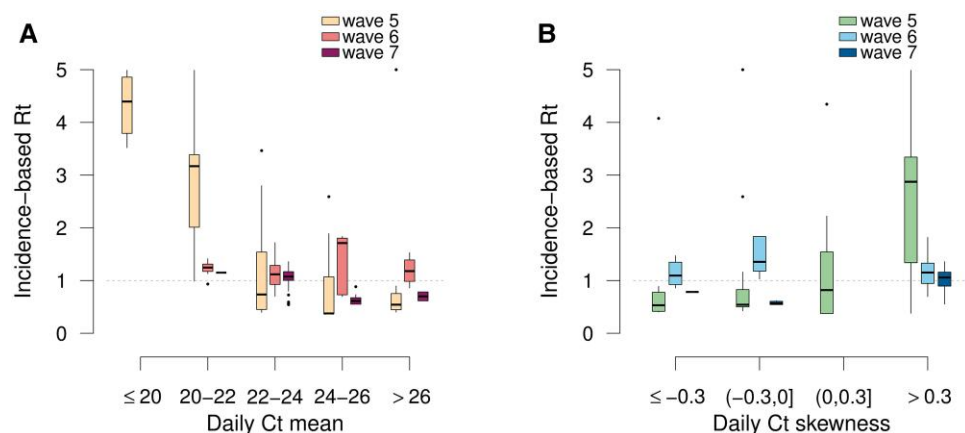 A
wave 5
wave 6
wave 7
Incidence−based Rt
5
4
3
2
1
0
≤ 20 20−22 22−24 24−26 > 26
Daily Ct mean
B
wave 5
wave 6
wave 7
Incidence−based Rt
5
4
3
2
1
0
≤ −0.3 (−0.3,0] (0,0.3] > 0.3
Daily Ct skewness